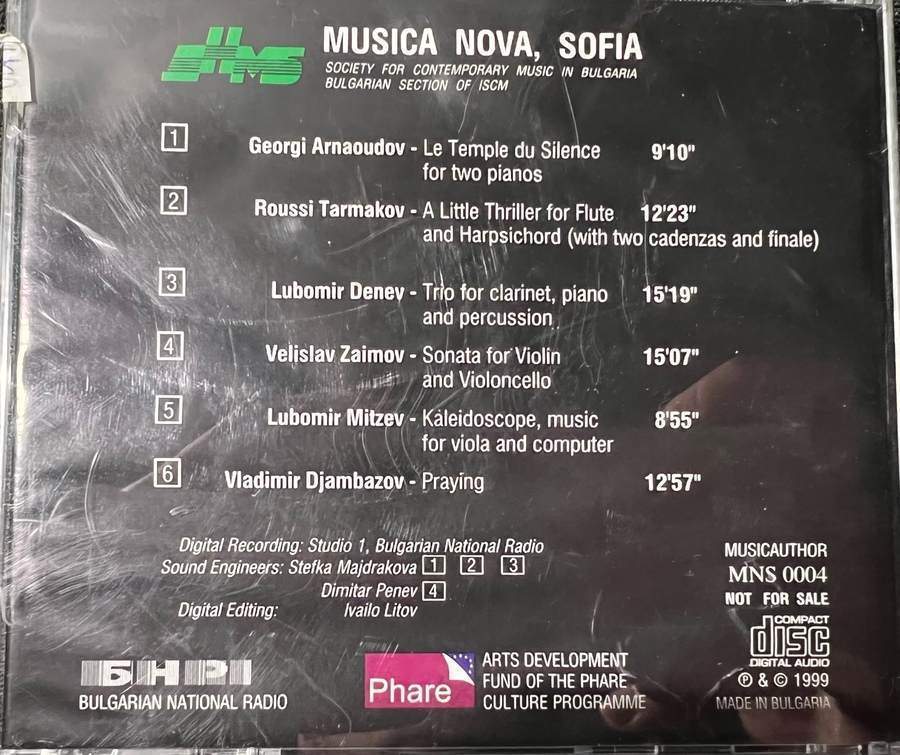 MUSICA NOVA, SOFIA
SOCIETY FOR CONTEMPORARY MUSIC IN BULGARIA
BULGARIAN SECTION OF ISCM
1 Georgi Arnaoudov - Le Temple du Silence 9'10"
for two pianos
2 Roussi Tarmakov - A Little Thriller for Flute 12'23"
and Harpsichord (with two cadenzas and finale)
3 Lubomir Denev - Trio for clarinet, piano 15'19"
and percussion
4 Velislav Zaimov - Sonata for Violin 15'07"
and Violoncello
5 Lubomir Mitzev - Kaleidoscope, music 8'55"
for viola and computer
6 Vladimir Djambazov - Praying 12'57"
Digital Recording: Studio 1, Bulgarian National Radio
Sound Engineers: Stefka Majdrakova 1 2 3
Dimitar Penev 4
Digital Editing: Ivailo Litov
MUSICAUTHOR
MNS 0004
NOT FOR SALE
COMPACT
disc
DIGITAL AUDIO
℗ & © 1999
MADE IN BULGARIA
БНР
BULGARIAN NATIONAL RADIO
Phare
ARTS DEVELOPMENT
FUND OF THE PHARE
CULTURE PROGRAMME